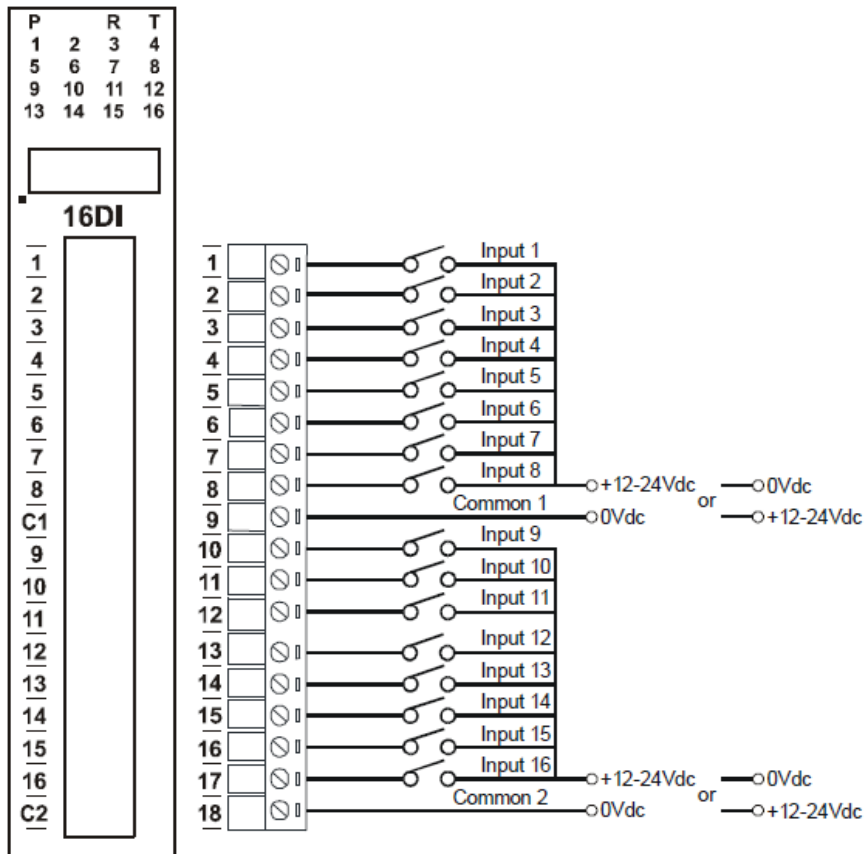 P R T
1 2 3 4
5 6 7 8
9 10 11 12
13 14 15 16
16DI
1
2
3
4
5
6
7
8
C1
9
10
11
12
13
14
15
16
C2
1 Input 1
2 Input 2
3 Input 3
4 Input 4
5 Input 5
6 Input 6
7 Input 7
8 Input 8 +12-24Vdc or 0Vdc
9 Common 1 0Vdc +12-24Vdc
10 Input 9
11 Input 10
12 Input 11
13 Input 12
14 Input 13
15 Input 14
16 Input 15
17 Input 16 +12-24Vdc or 0Vdc
18 Common 2 0Vdc +12-24Vdc